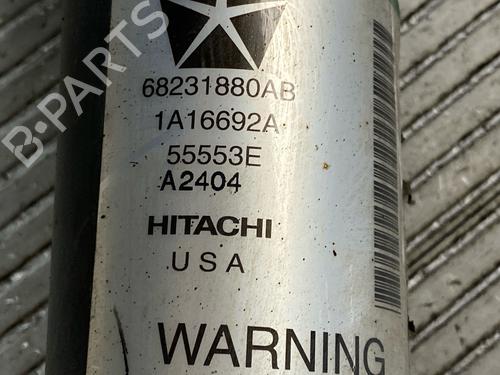 68231880AB
1A16692A
55553E
A2404
HITACHI
USA
WARNING
B-PARTS